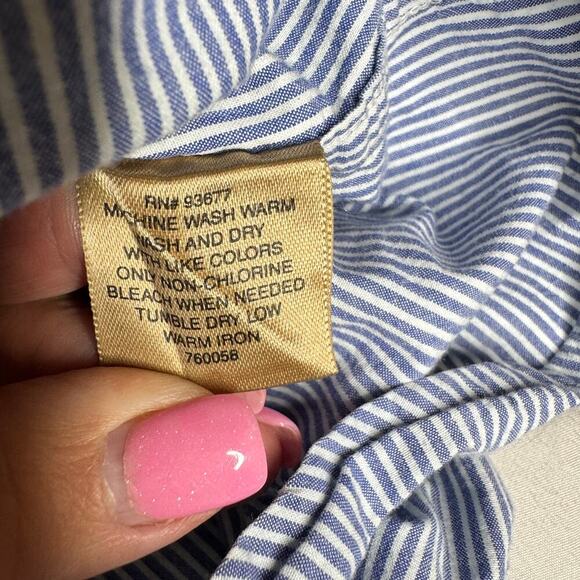 RN# 93677
MACHINE WASH WARM
WASH AND DRY
WITH LIKE COLORS
ONLY NON-CHLORINE
BLEACH WHEN NEEDED
TUMBLE DRY LOW
WARM IRON
760058